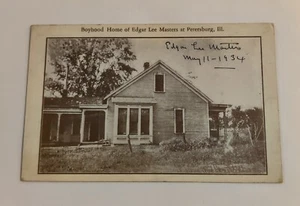 Boyhood Home of Edgar Lee Masters at Petersburg, Ill.
Edgar Lee Masters
May 11-1934